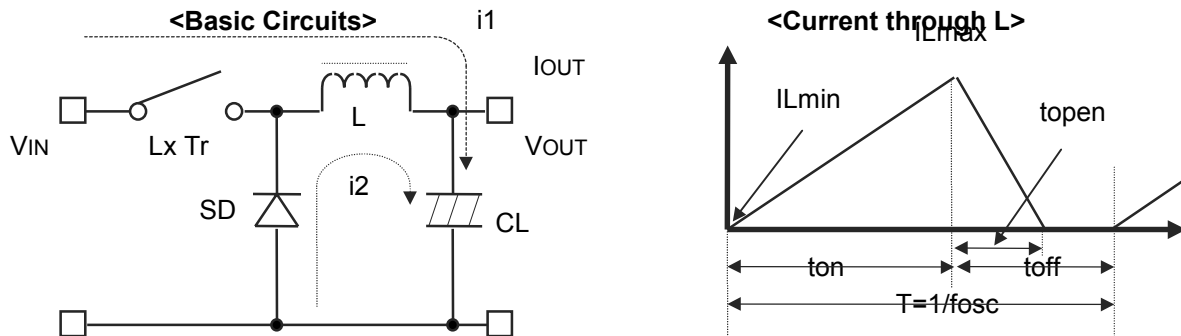 <Basic Circuits>
i1
IOUT
VIN
Lx Tr
L
VOUT
i2
SD
CL
<Current through L>
ILmax
ILmin
topen
ton
toff
T=1/fosc